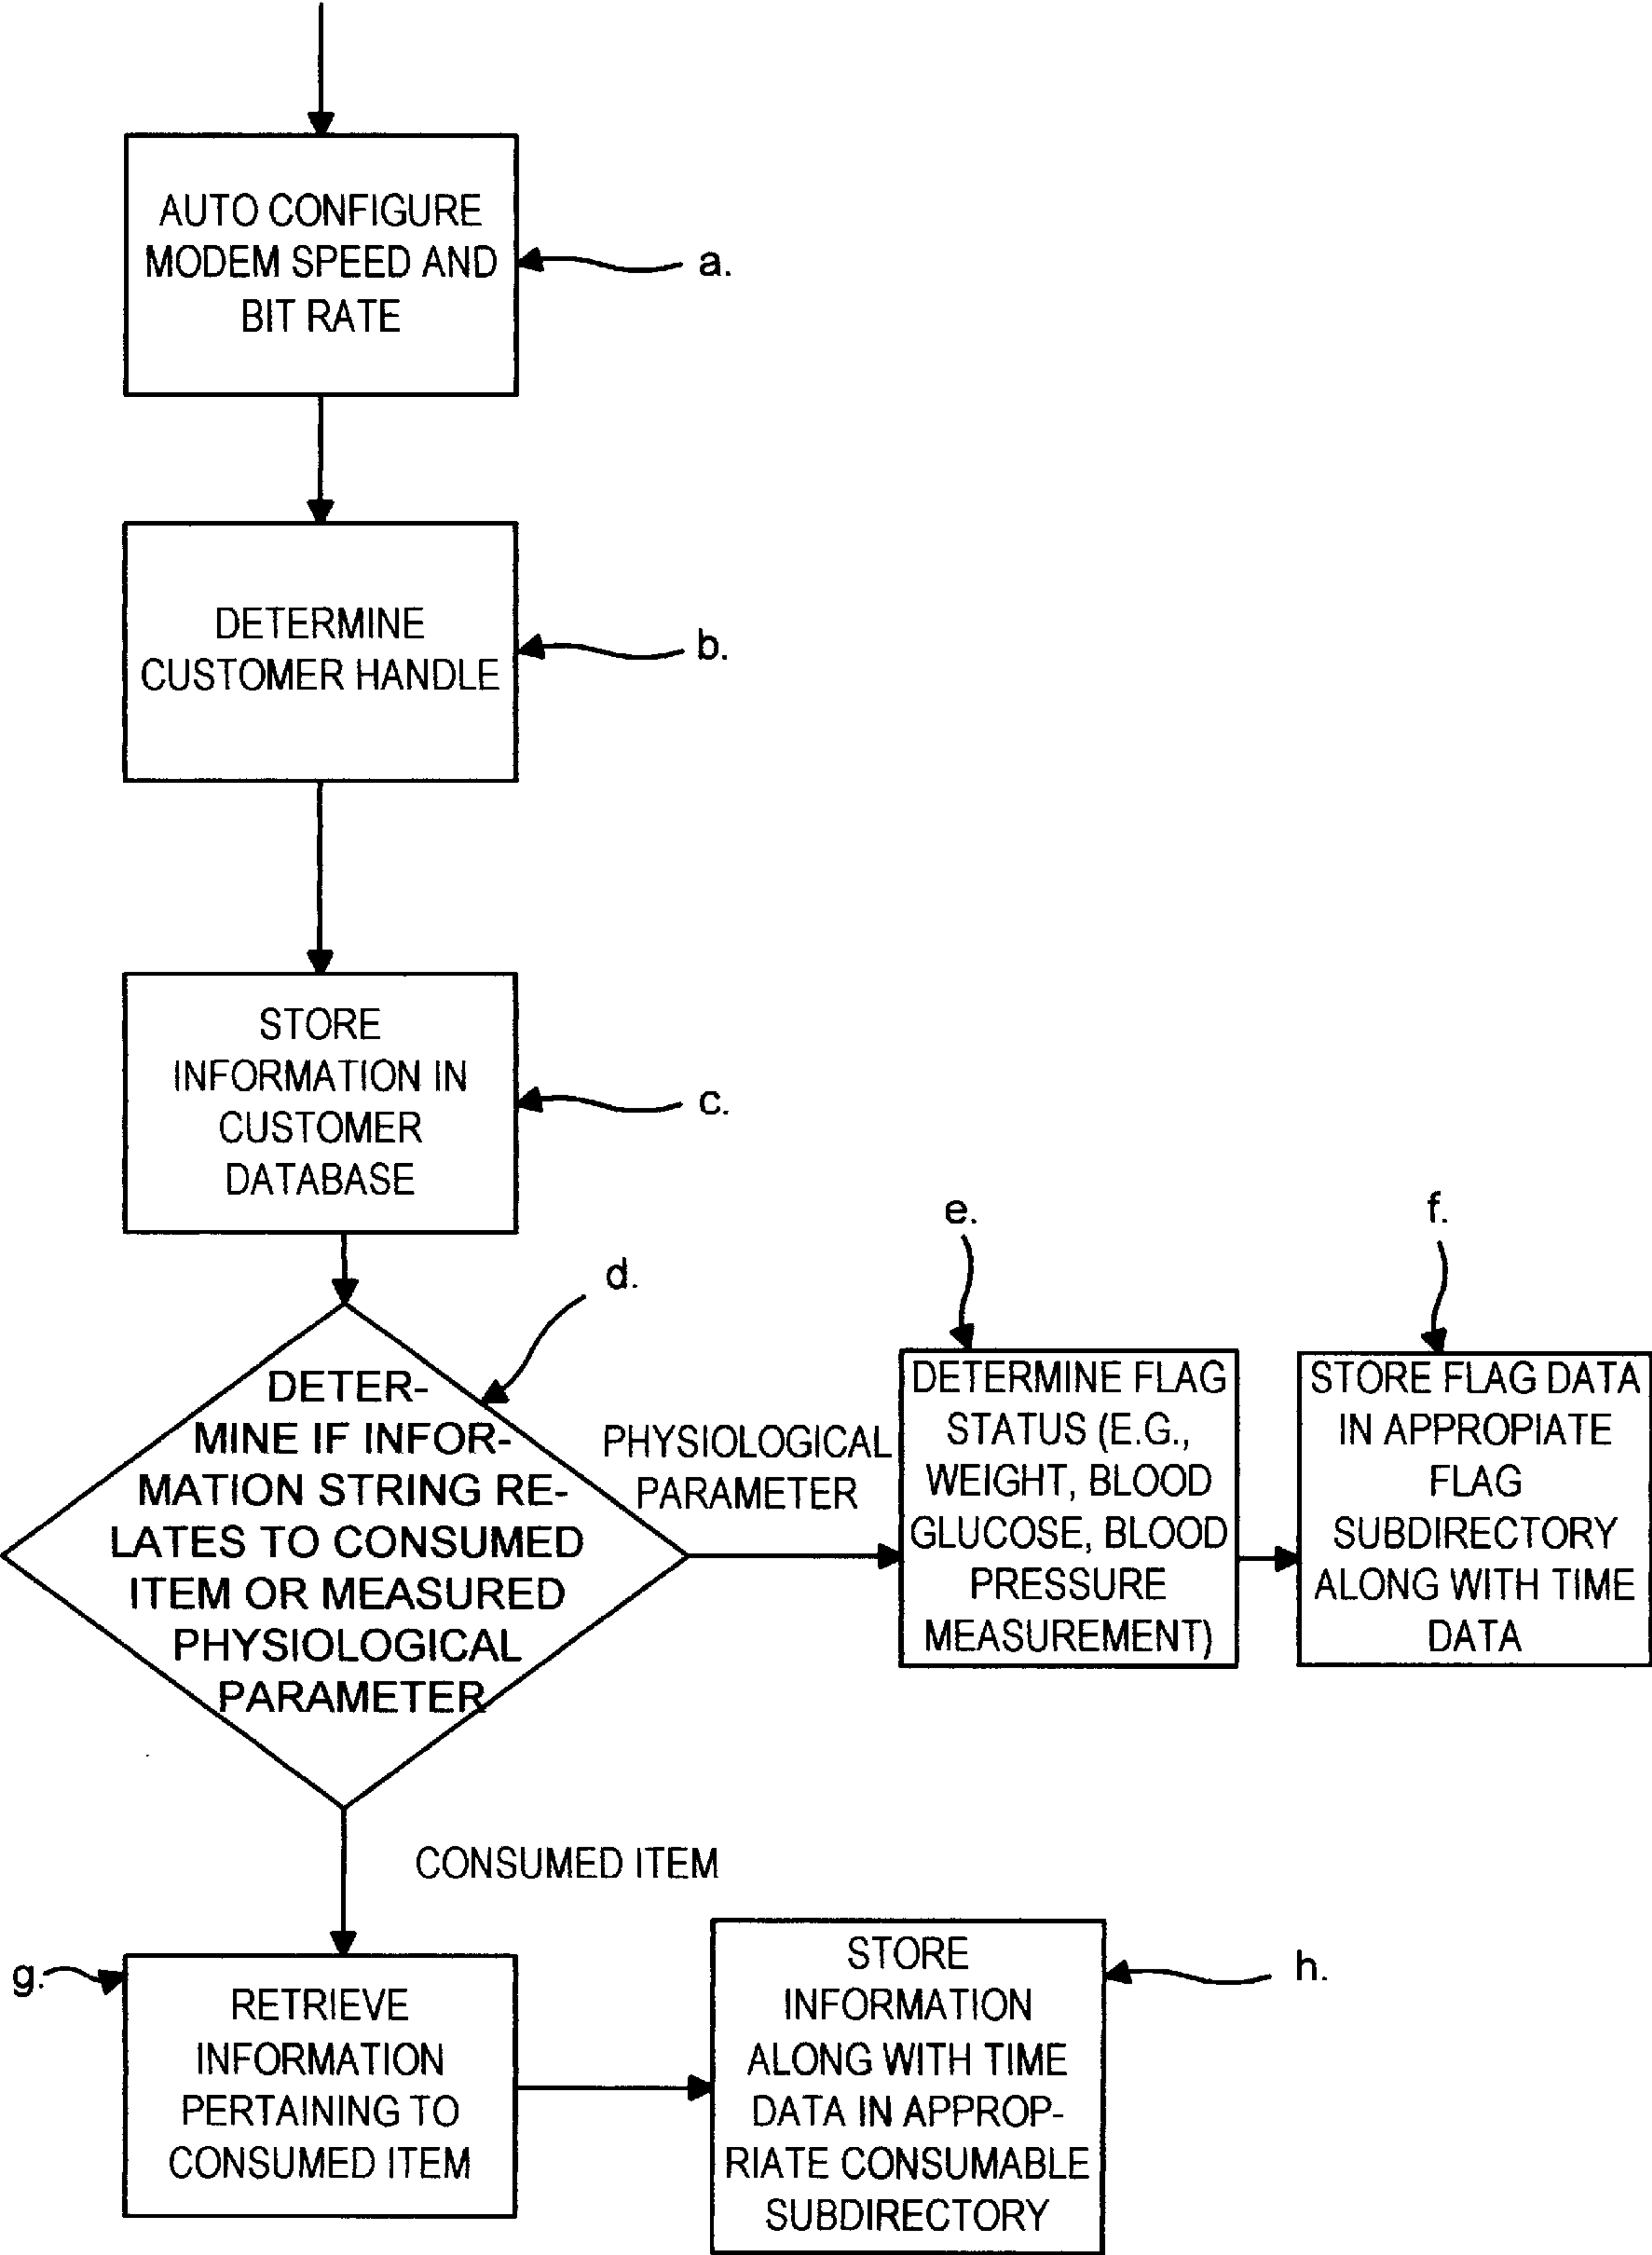 AUTO CONFIGURE
MODEM SPEED AND
BIT RATE
a.
DETERMINE
CUSTOMER HANDLE
b.
STORE
INFORMATION IN
CUSTOMER
DATABASE
c.
d.
DETER-
MINE IF INFOR-
MATION STRING RE-
LATES TO CONSUMED
ITEM OR MEASURED
PHYSIOLOGICAL
PARAMETER
PHYSIOLOGICAL
PARAMETER
e.
DETERMINE FLAG
STATUS (E.G.,
WEIGHT, BLOOD
GLUCOSE, BLOOD
PRESSURE
MEASUREMENT)
f.
STORE FLAG DATA
IN APPROPIATE
FLAG
SUBDIRECTORY
ALONG WITH TIME
DATA
CONSUMED ITEM
g.
RETRIEVE
INFORMATION
PERTAINING TO
CONSUMED ITEM
STORE
INFORMATION
ALONG WITH TIME
DATA IN APPROP-
RIATE CONSUMABLE
SUBDIRECTORY
h.